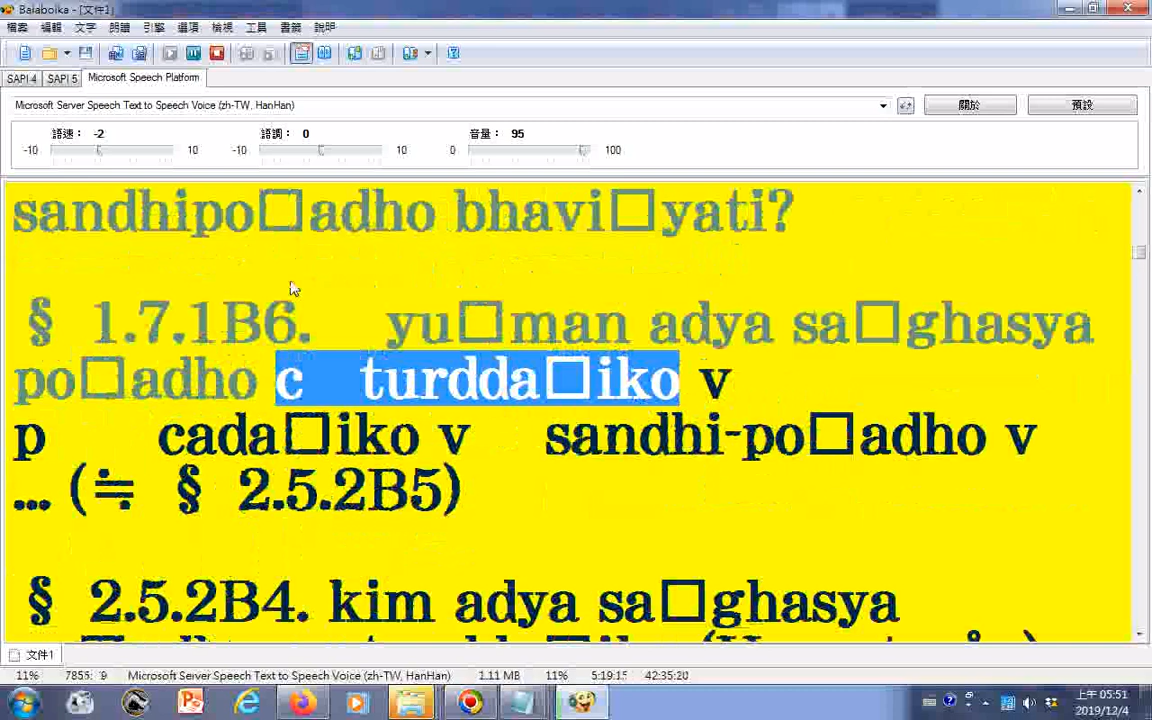 Balabolka - [文件1]
檔案 編輯 文字 朗讀 引擎 選項 檢視 工具 書籤 說明
SAPI 4 SAPI 5 Microsoft Speech Platform
Microsoft Server Speech Text to Speech Voice (zh-TW, HanHan) 關於 預設
語速： -2 語調： 0 音量： 95
-10 10 -10 10 0 100
sandhipo□adho bhavi□yati?
§ 1.7.1B6. yu□man adya sa□ghasya
po□adho c turdda□iko v
p cada□iko v sandhi-po□adho v
... (≒ § 2.5.2B5)
§ 2.5.2B4. kim adya sa□ghasya
文件1
11% Microsoft Server Speech Text to Speech Voice (zh-TW, HanHan) 1.11 MB 11% 5:19:15 42:35:20
上午 05:51
2019/12/4